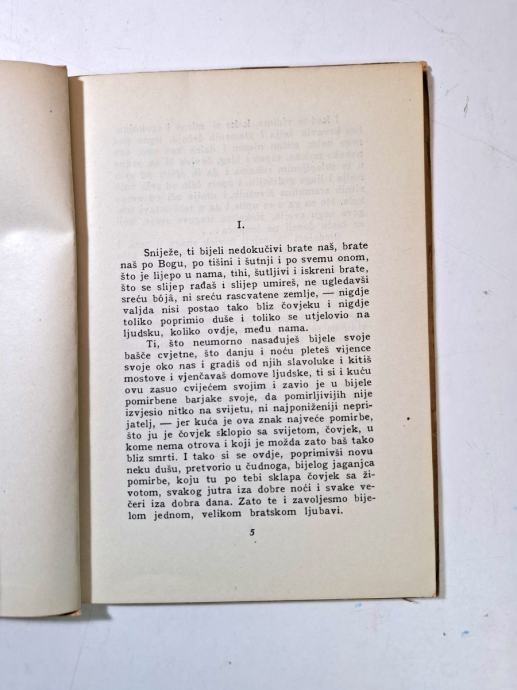 I.
Sniježe, ti bijeli nedokučivi brate naš, brate
naš po Bogu, po tišini i šutnji i po svemu onom,
što je lijepo u nama, tihi, šutljivi i iskreni brate,
što se slijep rađaš i slijep umireš, ne ugledavši
sreću bójâ, ni sreću rascvatene zemlje, — nigdje
valjda nisi postao tako bliz čovjeku i nigdje
toliko poprimio duše i toliko se utjelovio na
ljudsku, koliko ovdje, među nama.
Ti, što neumorno nasađuješ bijele svoje
bašče cvjetne, što danju i noću pleteš vijence
svoje oko nas i gradiš od njih slavoluke i kitiš
mostove i vjenčavaš domove ljudske, ti si i kuću
ovu zasuo cvijećem svojim i zavio je u bijele
pomirbene barjake svoje, da pomirljivijih nije
izvjesio nitko na svijetu, ni najponiženiji nepri-
jatelj, — jer kuća je ova znak najveće pomirbe,
što ju je čovjek sklopio sa svijetom, čovjek, u
kome nema otrova i koji je možda zato baš tako
bliz smrti. I tako si se ovdje, poprimivši novu
neku dušu, pretvorio u čudnoga, bijelog jaganjca
pomirbe, koju tu po tebi sklapa čovjek sa ži-
votom, svakog jutra iza dobre noći i svake ve-
čeri iza dobra dana. Zato te i zavoljesmo bije-
lom jednom, velikom bratskom ljubavi.
5